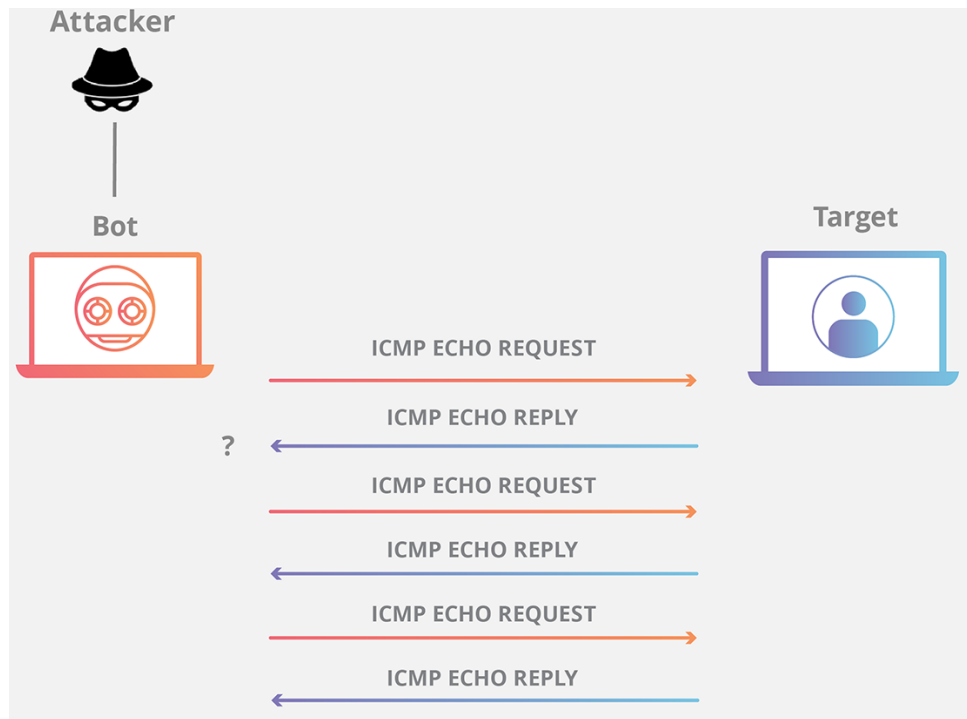 Attacker
Bot
Target
ICMP ECHO REQUEST
ICMP ECHO REPLY
?
ICMP ECHO REQUEST
ICMP ECHO REPLY
ICMP ECHO REQUEST
ICMP ECHO REPLY